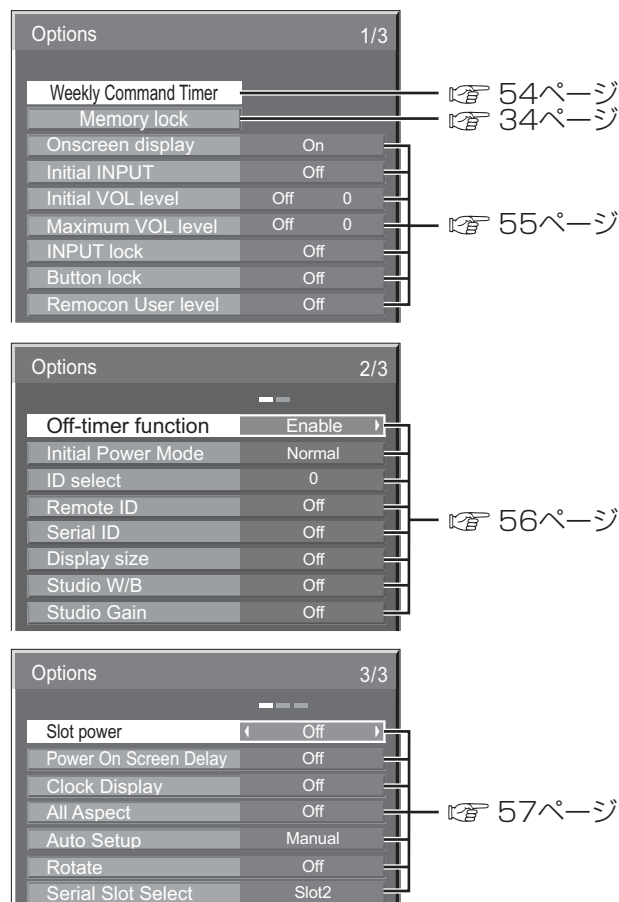 Options 1/3
Weekly Command Timer ☞ 54ページ
Memory lock ☞ 34ページ
Onscreen display On
Initial INPUT Off
Initial VOL level Off 0
Maximum VOL level Off 0 ☞ 55ページ
INPUT lock Off
Button lock Off
Remocon User level Off
Options 2/3
Off-timer function Enable
Initial Power Mode Normal
ID select 0
Remote ID Off ☞ 56ページ
Serial ID Off
Display size Off
Studio W/B Off
Studio Gain Off
Options 3/3
Slot power Off
Power On Screen Delay Off
Clock Display Off
All Aspect Off ☞ 57ページ
Auto Setup Manual
Rotate Off
Serial Slot Select Slot2